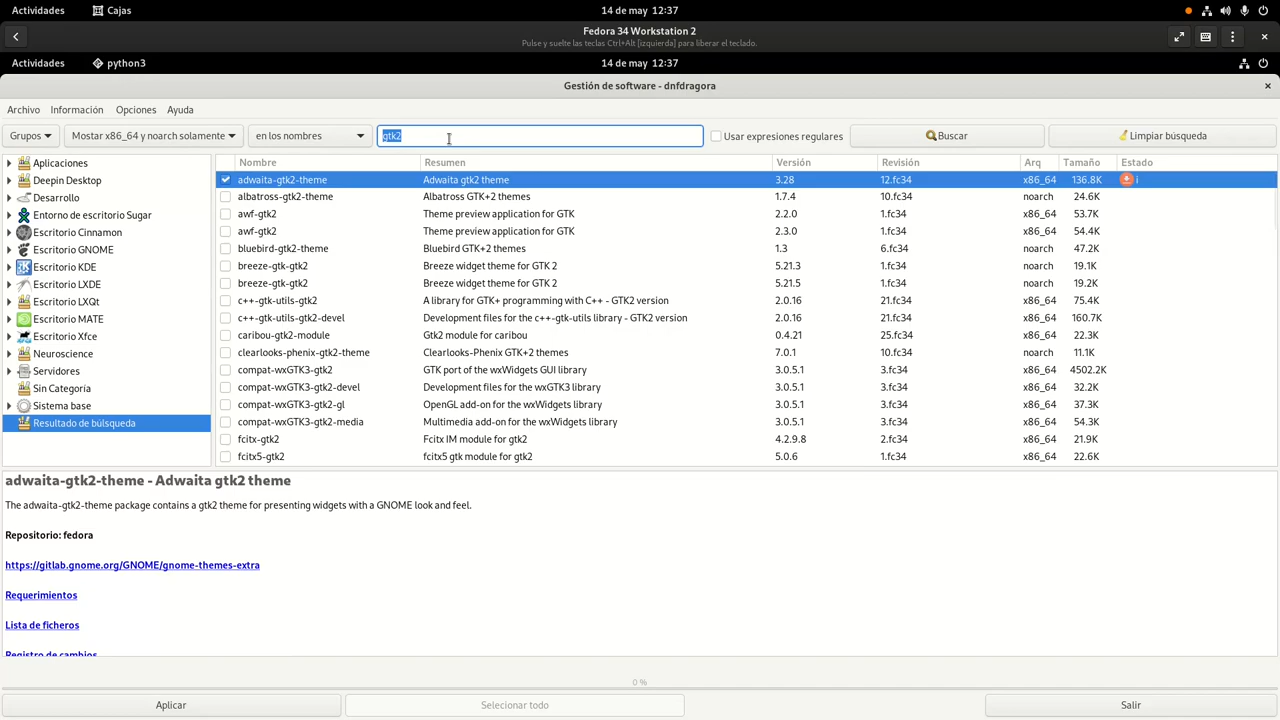 Actividades Cajas 14 de may 12:37
Fedora 34 Workstation 2
Pulse y suelte las teclas Ctrl+Alt [izquierda] para liberar el teclado.
Actividades python3 14 de may 12:37
Gestión de software - dnfdragora
Archivo Información Opciones Ayuda
Grupos Mostar x86_64 y noarch solamente en los nombres gtk2 Usar expresiones regulares Buscar Limpiar búsqueda
Aplicaciones
Deepin Desktop
Desarrollo
Entorno de escritorio Sugar
Escritorio Cinnamon
Escritorio GNOME
Escritorio KDE
Escritorio LXDE
Escritorio LXQt
Escritorio MATE
Escritorio Xfce
Neuroscience
Servidores
Sin Categoría
Sistema base
Resultado de búlsqueda
Nombre Resumen Versión Revisión Arq Tamaño Estado
adwaita-gtk2-theme Adwaita gtk2 theme 3.28 12.fc34 x86_64 136.8K i
albatross-gtk2-theme Albatross GTK+2 themes 1.7.4 10.fc34 noarch 24.6K
awf-gtk2 Theme preview application for GTK 2.2.0 1.fc34 x86_64 53.7K
awf-gtk2 Theme preview application for GTK 2.3.0 1.fc34 x86_64 54.4K
bluebird-gtk2-theme Bluebird GTK+2 themes 1.3 6.fc34 noarch 47.2K
breeze-gtk-gtk2 Breeze widget theme for GTK 2 5.21.3 1.fc34 noarch 19.1K
breeze-gtk-gtk2 Breeze widget theme for GTK 2 5.21.5 1.fc34 noarch 19.2K
c++-gtk-utils-gtk2 A library for GTK+ programming with C++ - GTK2 version 2.0.16 21.fc34 x86_64 75.4K
c++-gtk-utils-gtk2-devel Development files for the c++-gtk-utils library - GTK2 version 2.0.16 21.fc34 x86_64 160.7K
caribou-gtk2-module Gtk2 module for caribou 0.4.21 25.fc34 x86_64 22.3K
clearlooks-phenix-gtk2-theme Clearlooks-Phenix GTK+2 themes 7.0.1 10.fc34 noarch 11.1K
compat-wxGTK3-gtk2 GTK port of the wxWidgets GUI library 3.0.5.1 3.fc34 x86_64 4502.2K
compat-wxGTK3-gtk2-devel Development files for the wxGTK3 library 3.0.5.1 3.fc34 x86_64 32.2K
compat-wxGTK3-gtk2-gl OpenGL add-on for the wxWidgets library 3.0.5.1 3.fc34 x86_64 37.3K
compat-wxGTK3-gtk2-media Multimedia add-on for the wxWidgets library 3.0.5.1 3.fc34 x86_64 54.3K
fcitx-gtk2 Fcitx IM module for gtk2 4.2.9.8 2.fc34 x86_64 21.9K
fcitx5-gtk2 fcitx5 gtk module for gtk2 5.0.6 1.fc34 x86_64 22.6K
adwaita-gtk2-theme - Adwaita gtk2 theme
The adwaita-gtk2-theme package contains a gtk2 theme for presenting widgets with a GNOME look and feel.
Repositorio: fedora
https://gitlab.gnome.org/GNOME/gnome-themes-extra
Requerimientos
Lista de ficheros
Registro de cambios
0 %
Aplicar Selecionar todo Salir